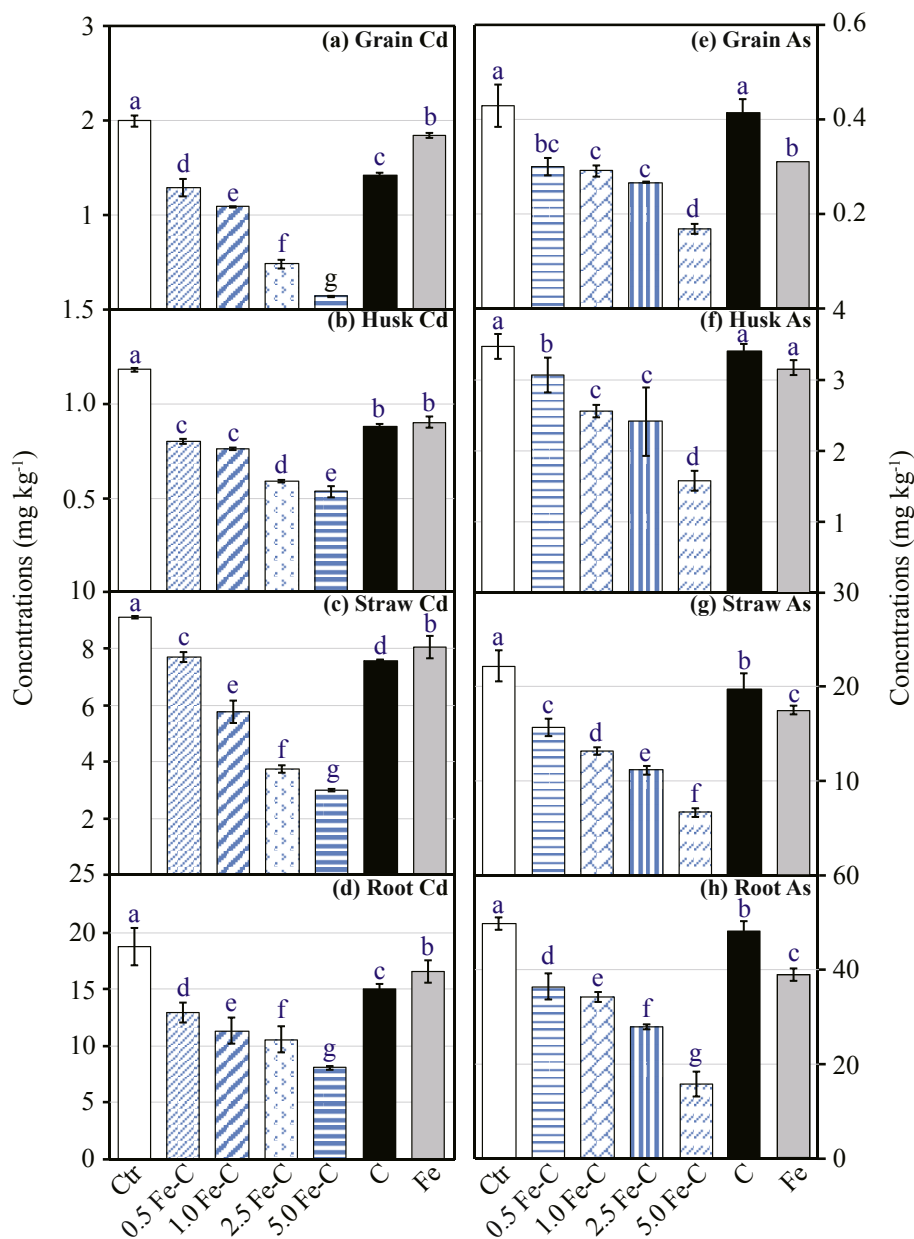 3
(a) Grain Cd
a
2
b
c
d
e
1
f
g
1.5
(b) Husk Cd
a
1.0
b
b
c
c
d
e
0.5
10
(c) Straw Cd
a
b
c
d
8
e
6
f
4
g
2
25
(d) Root Cd
a
20
b
c
d
15
e
f
10
g
5
0
Ctr
0.5 Fe-C
1.0 Fe-C
2.5 Fe-C
5.0 Fe-C
C
Fe
Concntrations (mg kg-1)
0.6
(e) Grain As
a
a
0.4
bc
c
c
b
d
0.2
4
(f) Husk As
a
b
a
a
c
c
3
d
2
1
30
(g) Straw As
a
b
c
c
20
d
e
f
10
60
(h) Root As
a
b
c
d
e
f
40
g
20
0
Ctr
0.5 Fe-C
1.0 Fe-C
2.5 Fe-C
5.0 Fe-C
C
Fe
Concntrations (mg kg-1)